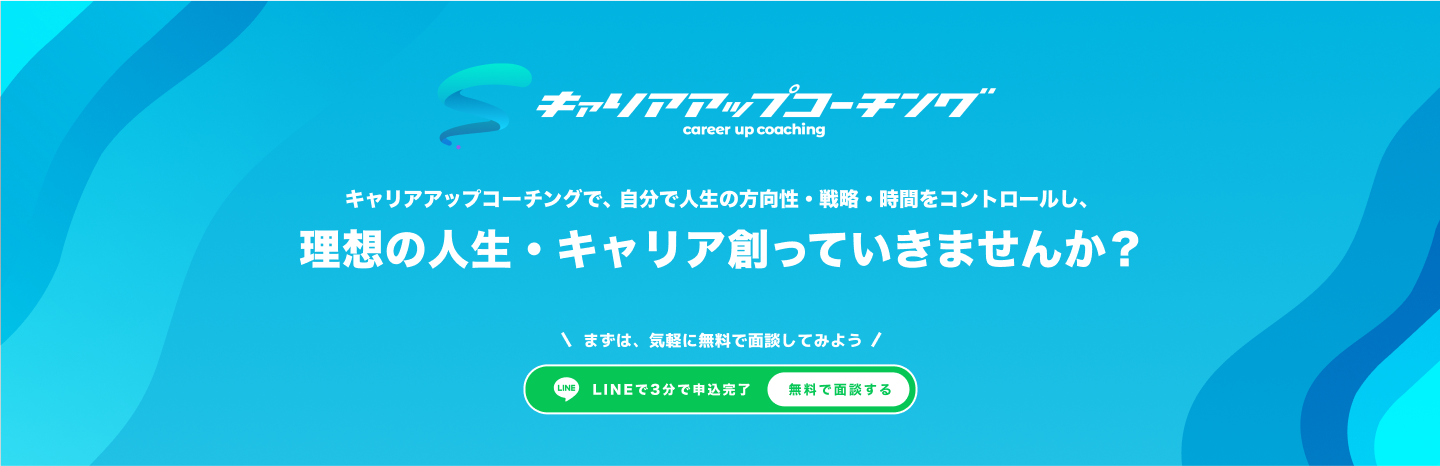 キャリアアップコーチング
career up coaching
キャリアアップコーチングで、自分で人生の方向性・戦略・時間をコントロールし、
理想の人生・キャリア創っていきませんか？
\ まずは、気軽に無料で面談してみよう /
LINE LINEで3分で申込完了 無料で面談する